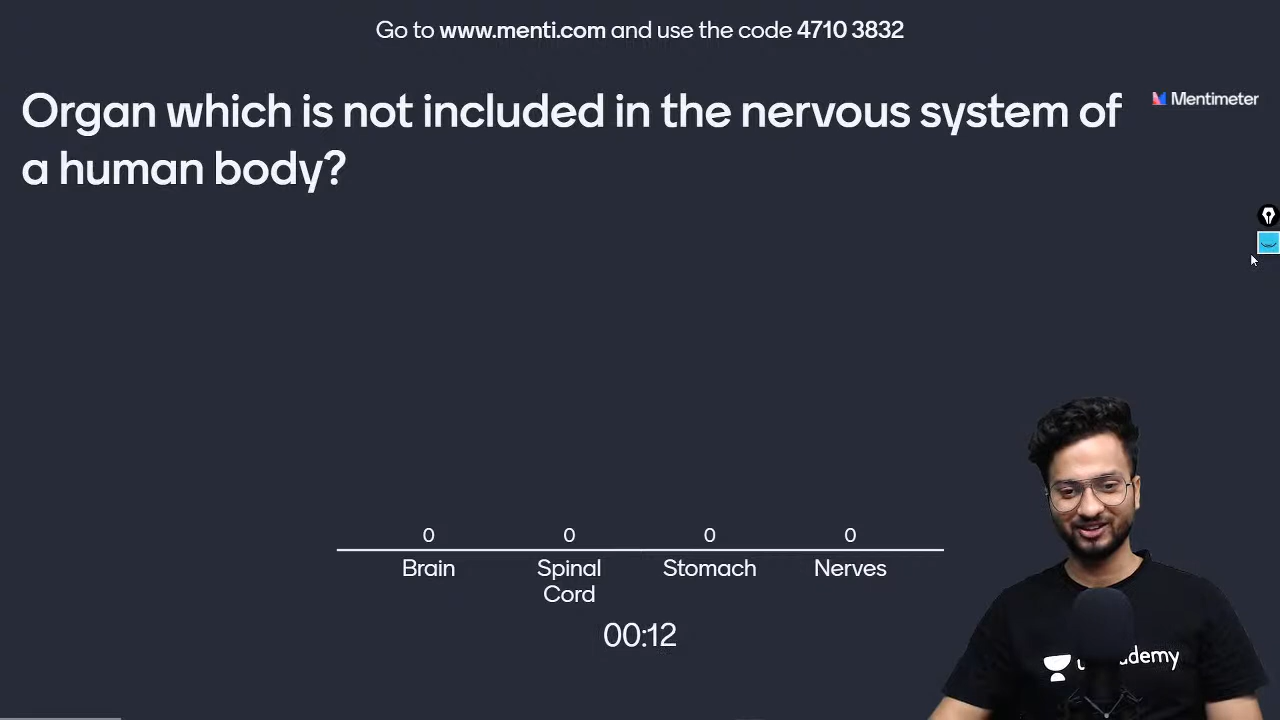 Go to www.menti.com and use the code 4710 3832
Organ which is not included in the nervous system of
a human body?
Mentimeter
0 0 0 0
Brain Spinal Stomach Nerves
Cord
00:12